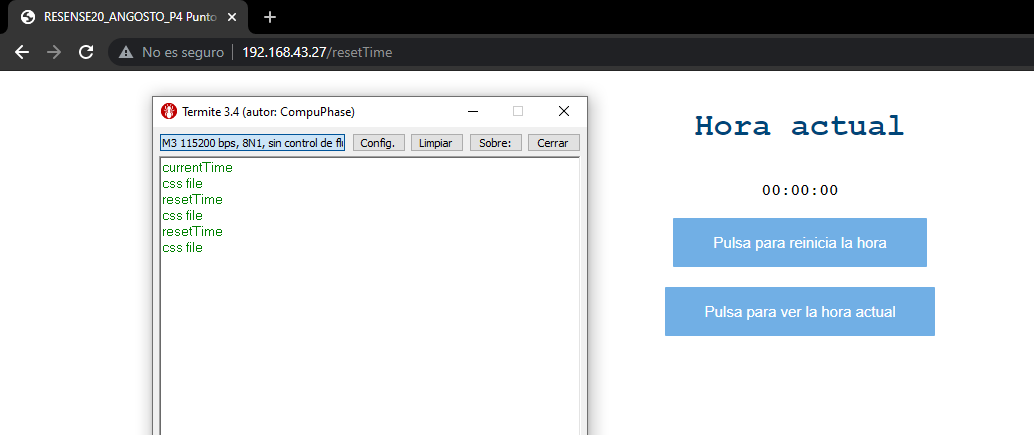 RESENSE20_ANGOSTO_P4 Punto
No es seguro
192.168.43.27/resetTime
Termite 3.4 (autor: CompuPhase)
M3 115200 bps, 8N1, sin control de fl
Config.
Limpiar
Sobre:
Cerrar
currentTime
css file
resetTime
css file
resetTime
css file
Hora actual
00:00:00
Pulsa para reinicia la hora
Pulsa para ver la hora actual